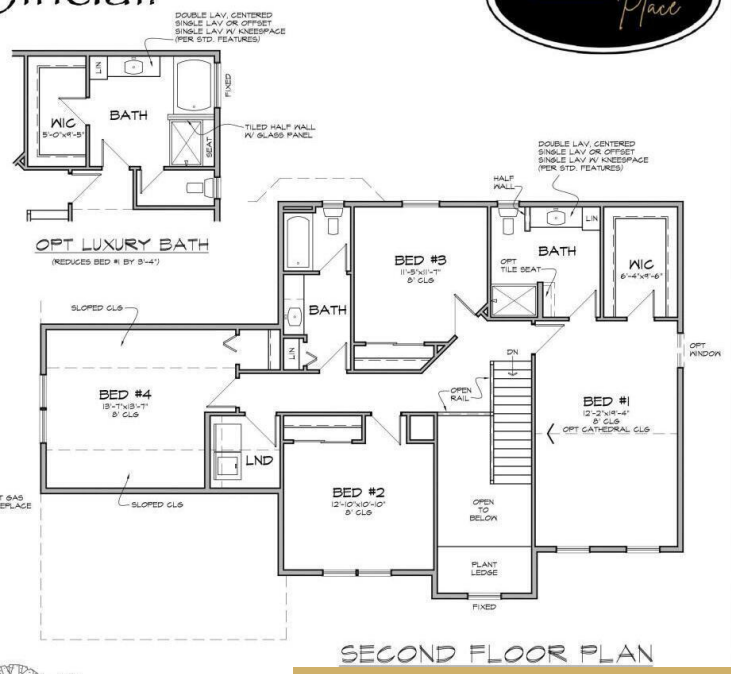 Sinclair
Place
DOUBLE LAV, CENTERED
SINGLE LAV OR OFFSET
SINGLE LAV W/ KNEESPACE
(PER STD. FEATURES)
LIN
FIXED
WIC
5'-0"x9'-5"
BATH
SEAT
TILED HALF WALL
W/ GLASS PANEL
OPT LUXURY BATH
(REDUCES BED #1 BY 3'-4")
DOUBLE LAV, CENTERED
SINGLE LAV OR OFFSET
SINGLE LAV W/ KNEESPACE
(PER STD. FEATURES)
HALF
WALL
LIN
BATH
OPT
TILE SEAT
WIC
6'-4"x9'-6"
BED #3
11'-5"x11'-7"
8' CLG
BATH
LIN
SLOPED CLG
OPT
WINDOW
DN
OPEN
RAIL
BED #4
13'-7"x13'-7"
8' CLG
BED #1
12'-2"x19'-4"
8' CLG
OPT CATHEDRAL CLG
LND
BED #2
12'-10"x10'-10"
8' CLG
SLOPED CLG
OPEN
TO
BELOW
GAS
PLANT
LEDGE
FIXED
SECOND FLOOR PLAN